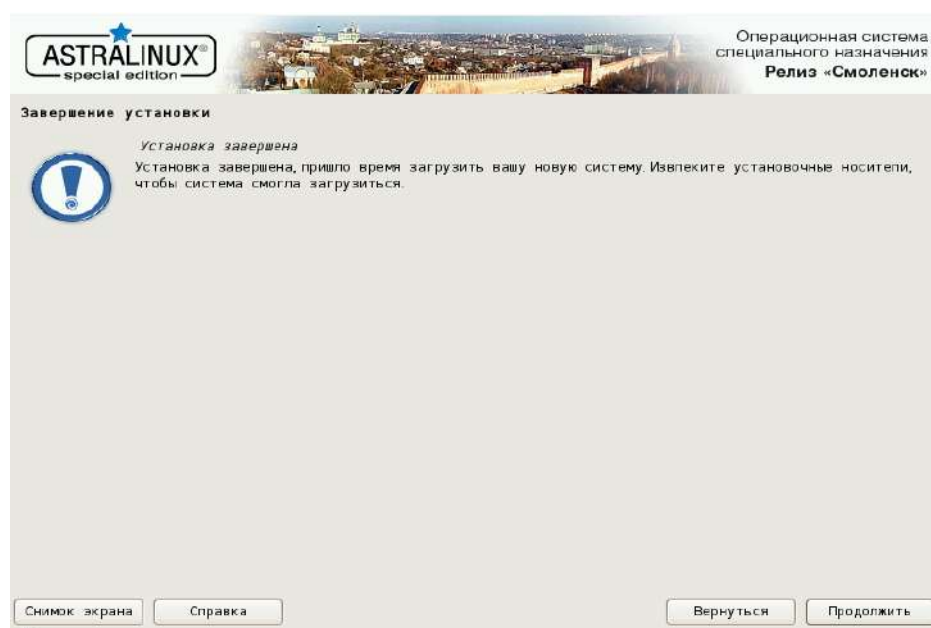 ASTRALINUX®
special edition
Операционная система
специального назначения
Релиз «Смоленск»
Завершение установки
Установка завершена
Установка завершена, пришло время загрузить вашу новую систему. Извлеките установочные носители,
чтобы система смогла загрузиться.
Снимок экрана
Справка
Вернуться
Продолжить